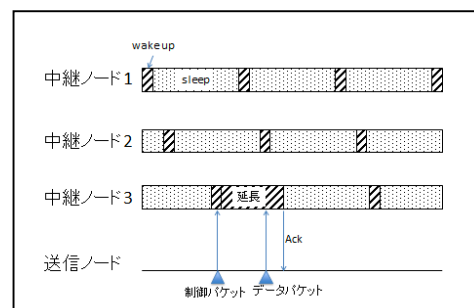 wakeup
中継ノード1
sleep
中継ノード2
中継ノード3
延長
Ack
送信ノード
制御パケット
データパケット